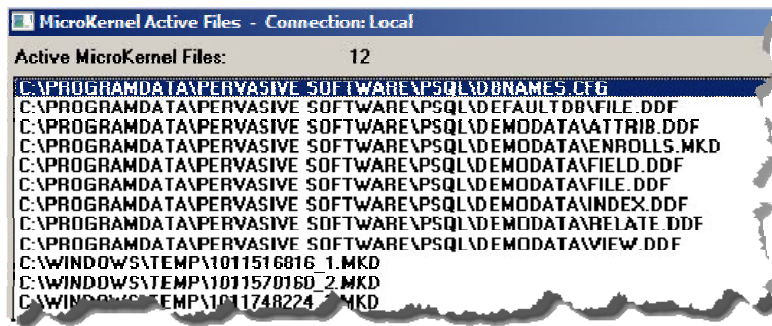 MicroKernel Active Files - Connection: Local
Active MicroKernel Files: 12
C:\PROGRAMDATA\PERVASIVE SOFTWARE\PSQL\DBNAMES.CFG
C:\PROGRAMDATA\PERVASIVE SOFTWARE\PSQL\DEFAULTDB\FILE.DDF
C:\PROGRAMDATA\PERVASIVE SOFTWARE\PSQL\DEMODATA\ATTRIB.DDF
C:\PROGRAMDATA\PERVASIVE SOFTWARE\PSQL\DEMODATA\ENROLLS.MKD
C:\PROGRAMDATA\PERVASIVE SOFTWARE\PSQL\DEMODATA\FIELD.DDF
C:\PROGRAMDATA\PERVASIVE SOFTWARE\PSQL\DEMODATA\FILE.DDF
C:\PROGRAMDATA\PERVASIVE SOFTWARE\PSQL\DEMODATA\INDEX.DDF
C:\PROGRAMDATA\PERVASIVE SOFTWARE\PSQL\DEMODATA\RELATE.DDF
C:\PROGRAMDATA\PERVASIVE SOFTWARE\PSQL\DEMODATA\VIEW.DDF
C:\WINDOWS\TEMP\1011516816_1.MKD
C:\WINDOWS\TEMP\1011570160_2.MKD
C:\WINDOWS\TEMP\1011748224_3.MKD